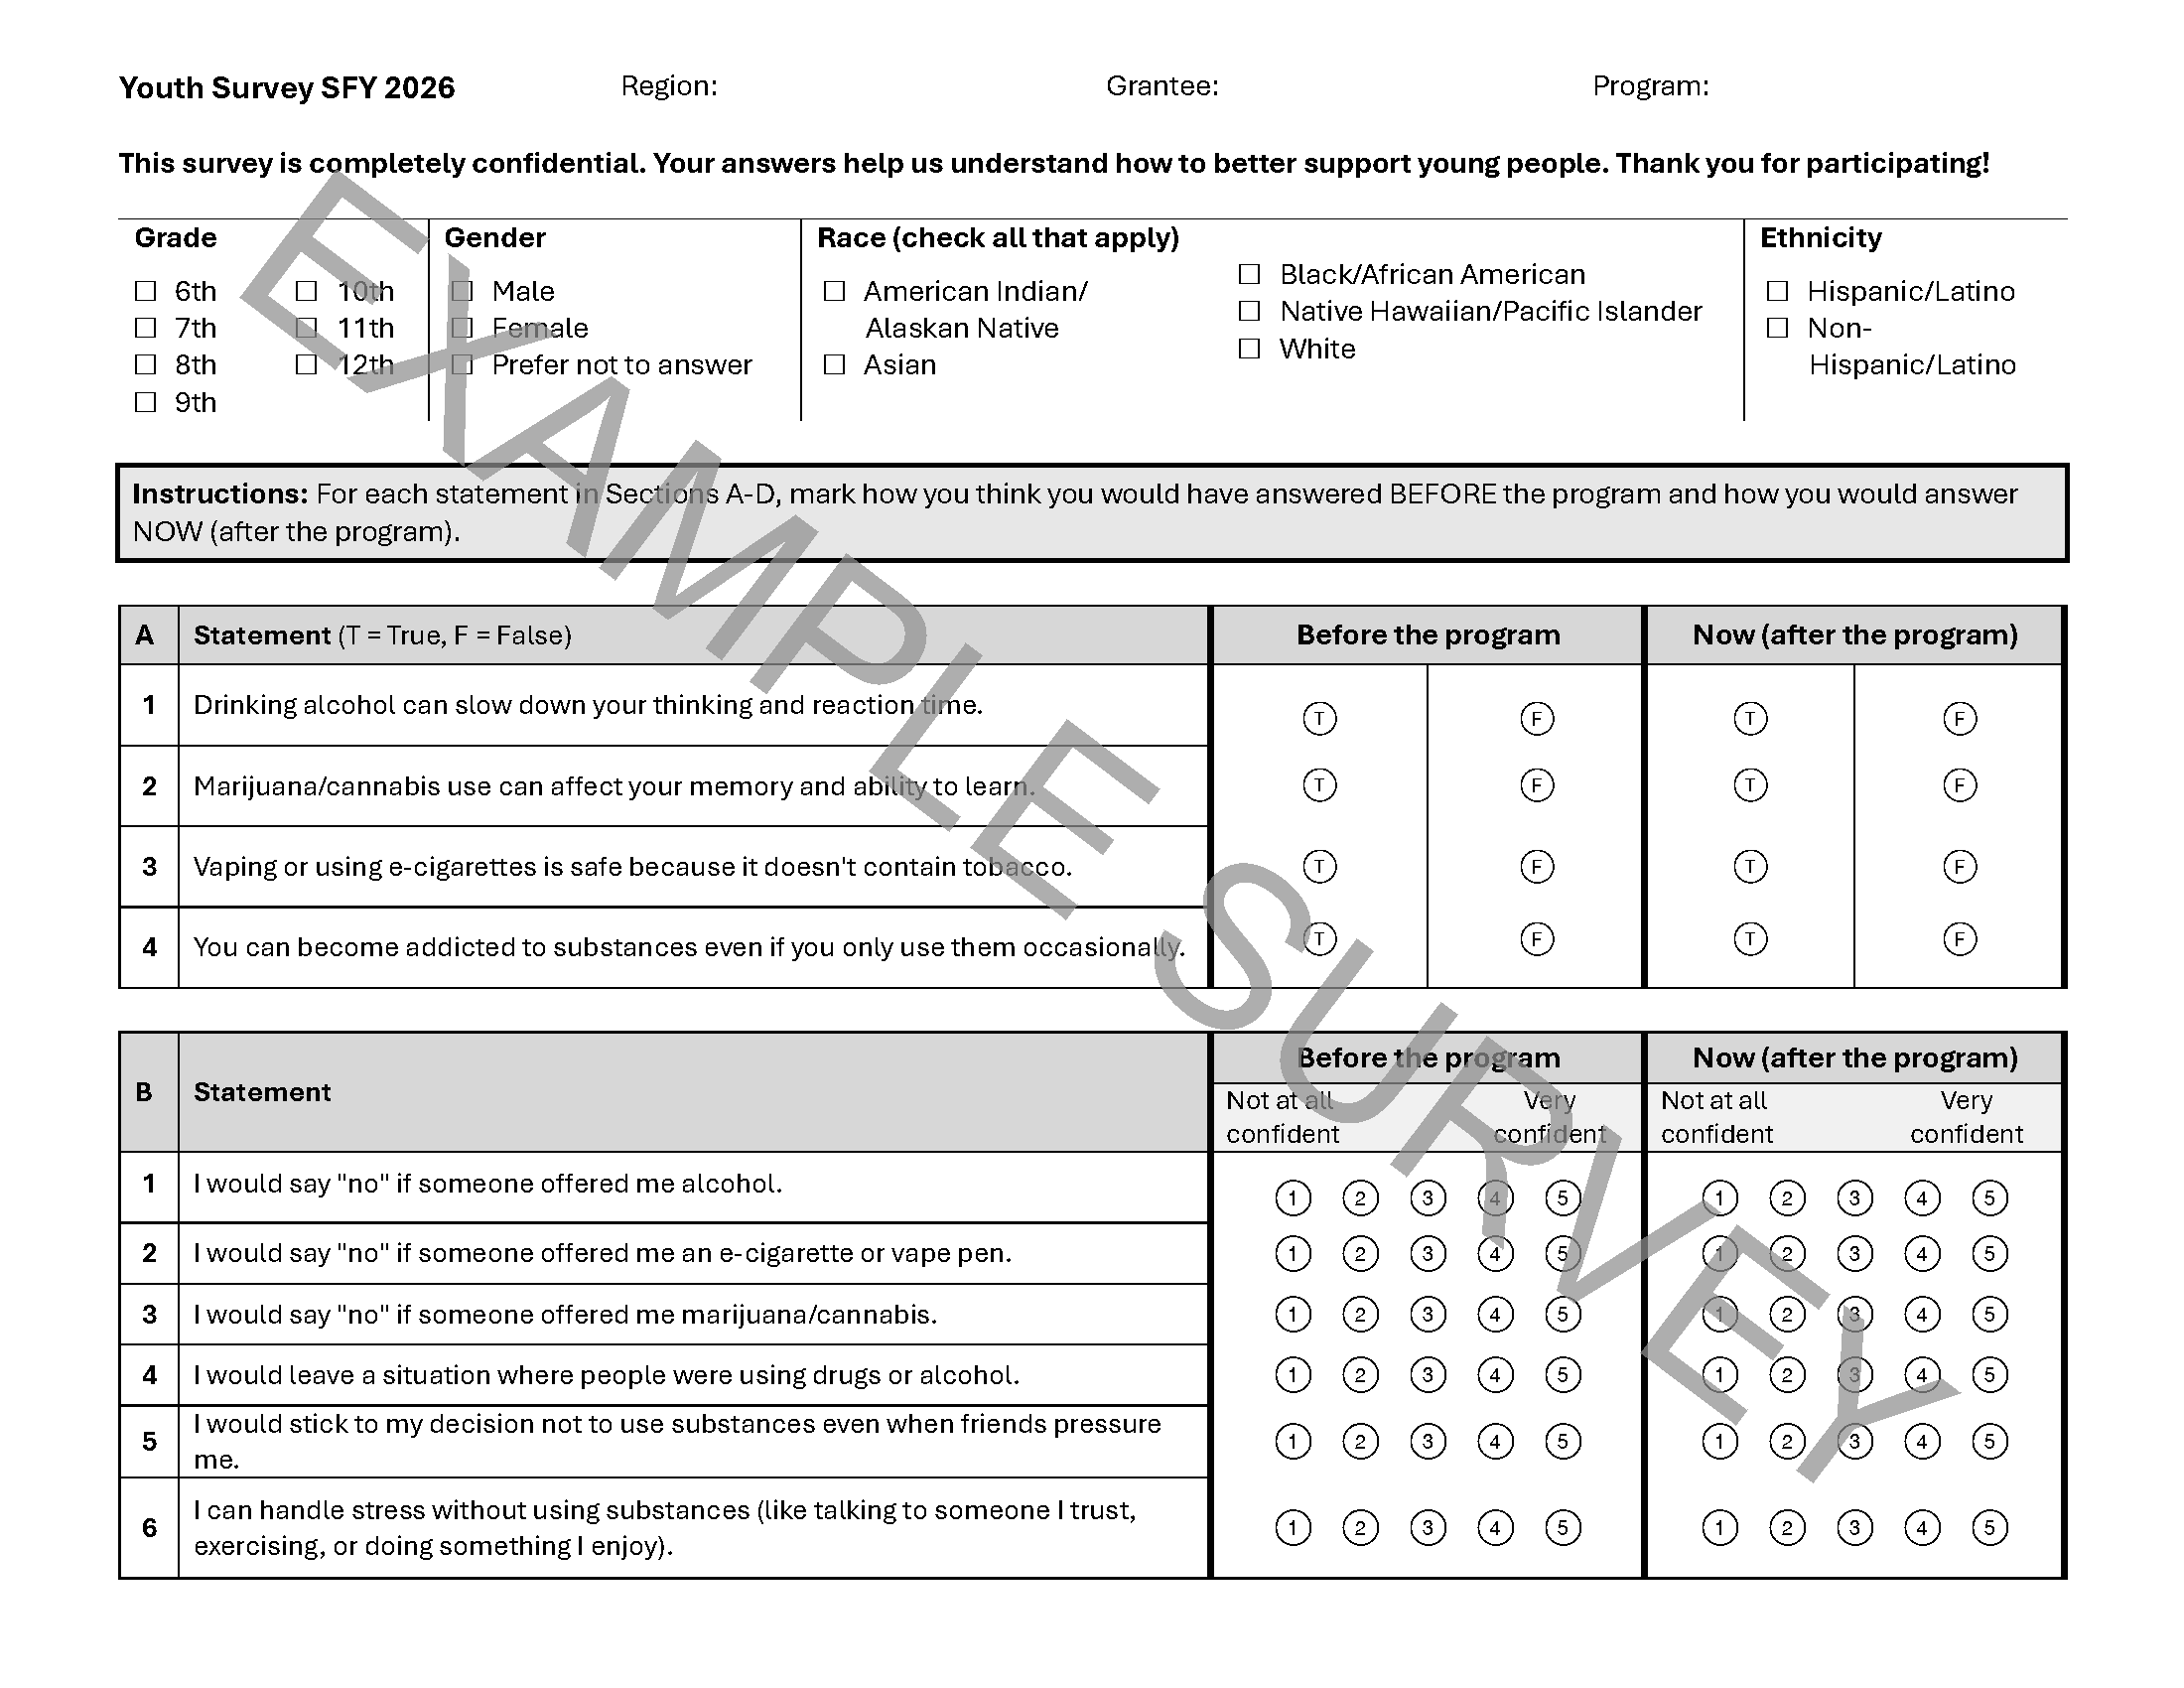 Youth Survey SFY 2026 Region: Grantee: Program:
This survey is completely confidential. Your answers help us understand how to better support young people. Thank you for participating!
Grade
6th 10th
7th 11th
8th 12th
9th
Gender
Male
Female
Prefer not to answer
Race (check all that apply)
American Indian/
Alaskan Native
Asian
Black/African American
Native Hawaiian/Pacific Islander
White
Ethnicity
Hispanic/Latino
Non-
Hispanic/Latino
Instructions: For each statement in Sections A-D, mark how you think you would have answered BEFORE the program and how you would answer
NOW (after the program).
A Statement (T = True, F = False) Before the program Now (after the program)
1 Drinking alcohol can slow down your thinking and reaction time. T F T F
2 Marijuana/cannabis use can affect your memory and ability to learn. T F T F
3 Vaping or using e-cigarettes is safe because it doesn't contain tobacco. T F T F
4 You can become addicted to substances even if you only use them occasionally. T F T F
B Statement Before the program Now (after the program)
Not at all Very Not at all Very
confident confident confident confident
1 I would say "no" if someone offered me alcohol. 1 2 3 4 5 1 2 3 4 5
2 I would say "no" if someone offered me an e-cigarette or vape pen. 1 2 3 4 5 1 2 3 4 5
3 I would say "no" if someone offered me marijuana/cannabis. 1 2 3 4 5 1 2 3 4 5
4 I would leave a situation where people were using drugs or alcohol. 1 2 3 4 5 1 2 3 4 5
5 I would stick to my decision not to use substances even when friends pressure
me. 1 2 3 4 5 1 2 3 4 5
6 I can handle stress without using substances (like talking to someone I trust,
exercising, or doing something I enjoy). 1 2 3 4 5 1 2 3 4 5
EXAMPLE SURVEY